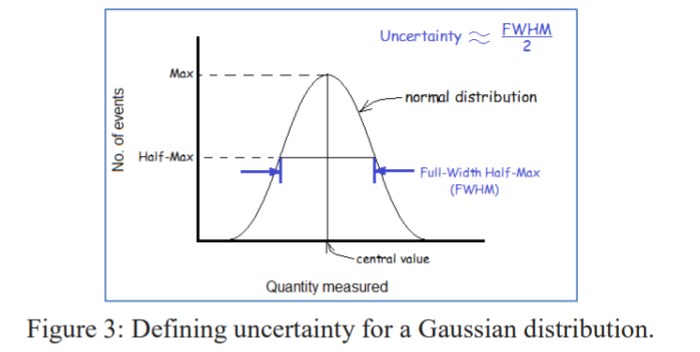 Uncertainty ≈ FWHM
2
Max
normal distribution
No. of events
Half-Max
Full-Width Half-Max
(FWHM)
central value
Quantity measured
Figure 3: Defining uncertainty for a Gaussian distribution.